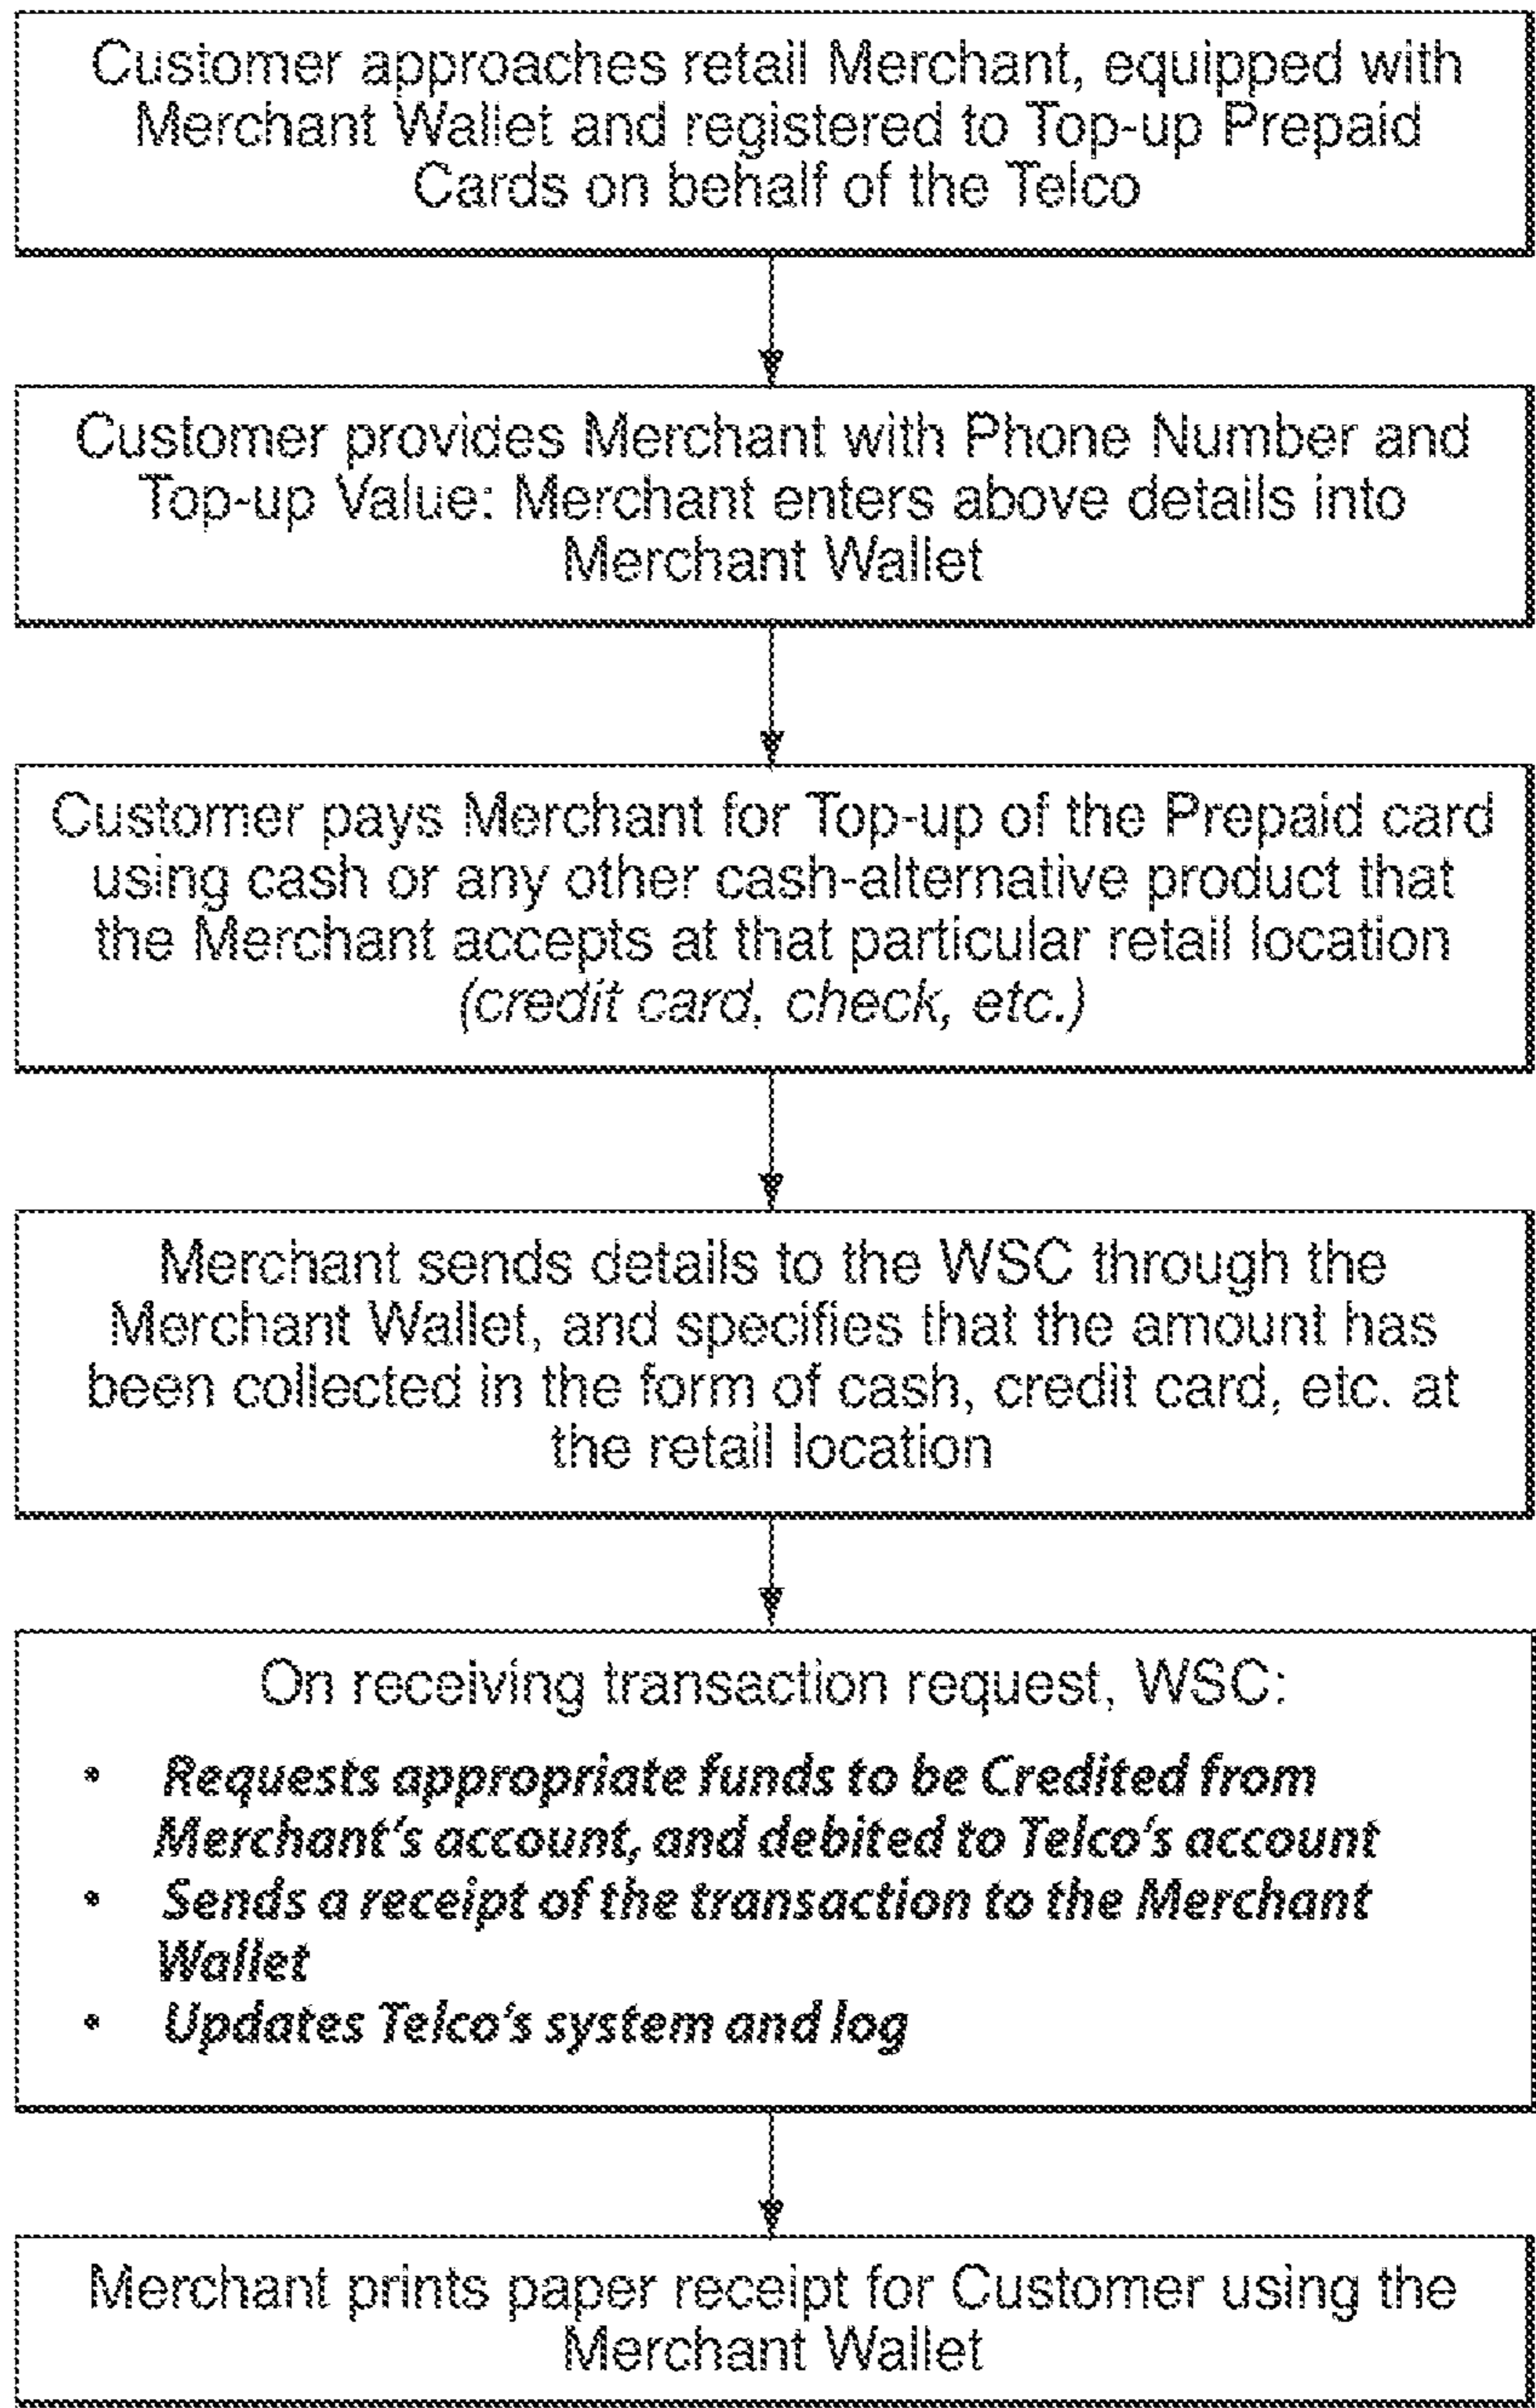 Customer approaches retail Merchant, equipped with
Merchant Wallet and registered to Top-up Prepaid
Cards on behalf of the Telco
Customer provides Merchant with Phone Number and
Top-up Value: Merchant enters above details into
Merchant Wallet
Customer pays Merchant for Top-up of the Prepaid card
using cash or any other cash-alternative product that
the Merchant accepts at that particular retail location
(credit card, check, etc.)
Merchant sends details to the WSC through the
Merchant Wallet, and specifies that the amount has
been collected in the form of cash, credit card, etc. at
the retail location
On receiving transaction request, WSC:
• Requests appropriate funds to be Credited from
Merchant's account, and debited to Telco's account
• Sends a receipt of the transaction to the Merchant
Wallet
• Updates Telco's system and log
Merchant prints paper receipt for Customer using the
Merchant Wallet